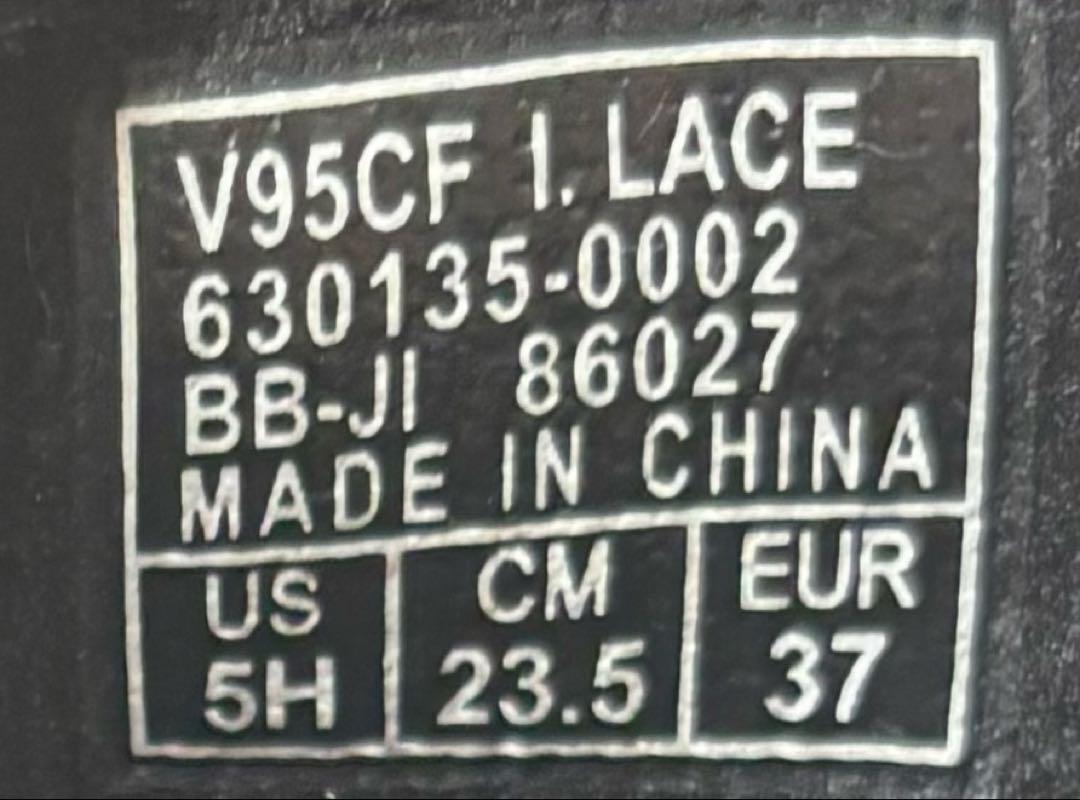 V95CF I. LACE
630135-0002
BB-JI 86027
MADE IN CHINA
US CM EUR
5H 23.5 37